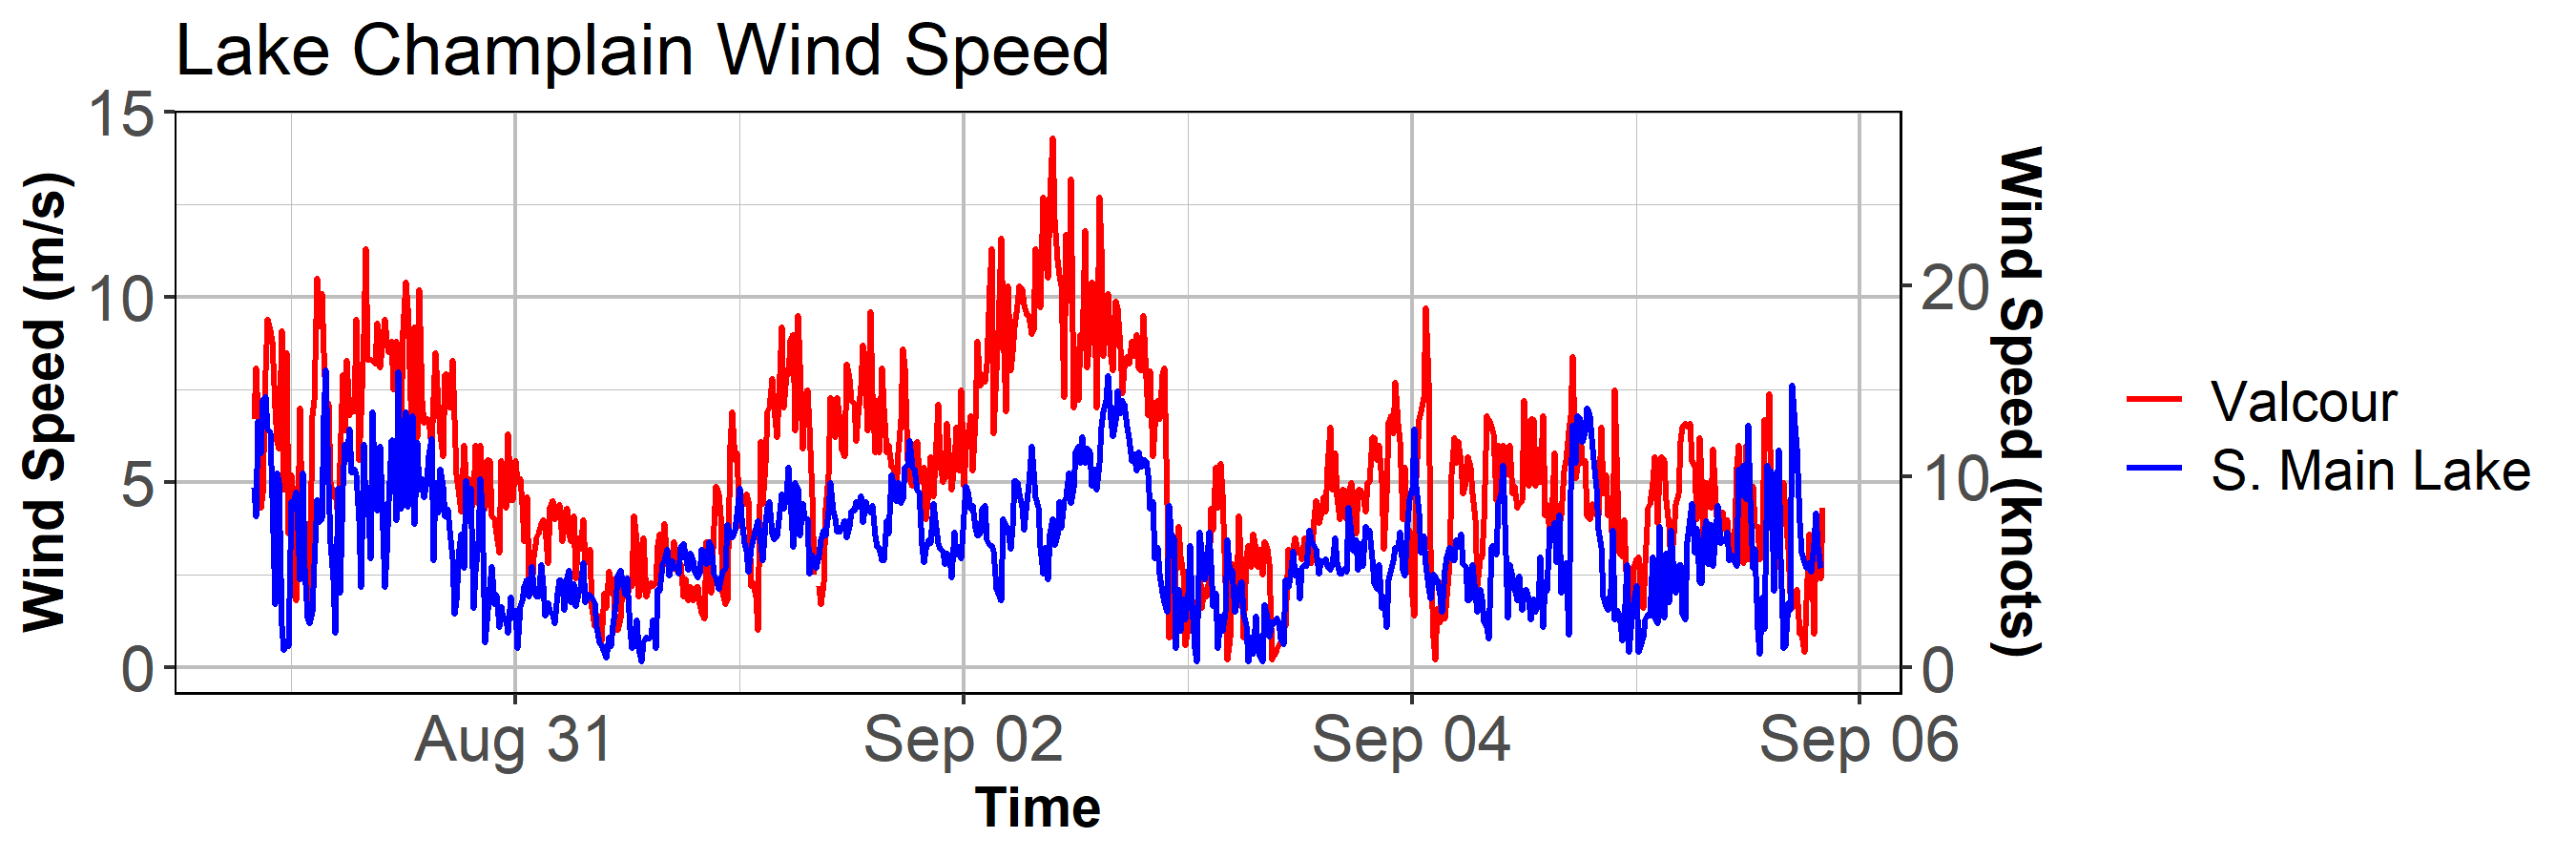 Lake Champlain Wind Speed
Wind Speed (m/s)
15
10
5
0
Aug 31
Sep 02
Sep 04
Sep 06
Time
20
10
0
Wind Speed (knots)
Valcour
S. Main Lake